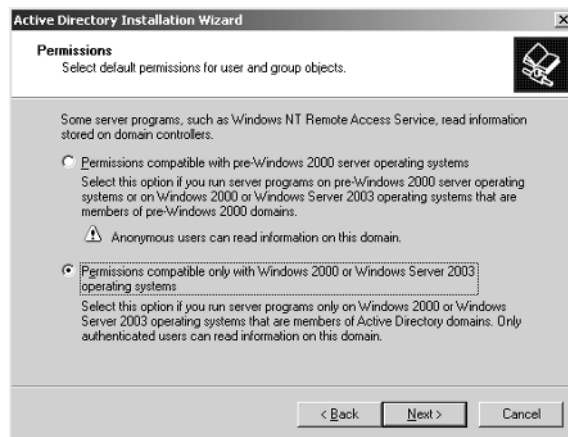 Active Directory Installation Wizard
Permissions
Select default permissions for user and group objects.
Some server programs, such as Windows NT Remote Access Service, read information
stored on domain controllers.
Permissions compatible with pre-Windows 2000 server operating systems
Select this option if you run server programs on pre-Windows 2000 server operating
systems or on Windows 2000 or Windows Server 2003 operating systems that are
members of pre-Windows 2000 domains.
Anonymous users can read information on this domain.
Permissions compatible only with Windows 2000 or Windows Server 2003
operating systems
Select this option if you run server programs only on Windows 2000 or Windows
Server 2003 operating systems that are members of Active Directory domains. Only
authenticated users can read information on this domain.
< Back Next > Cancel